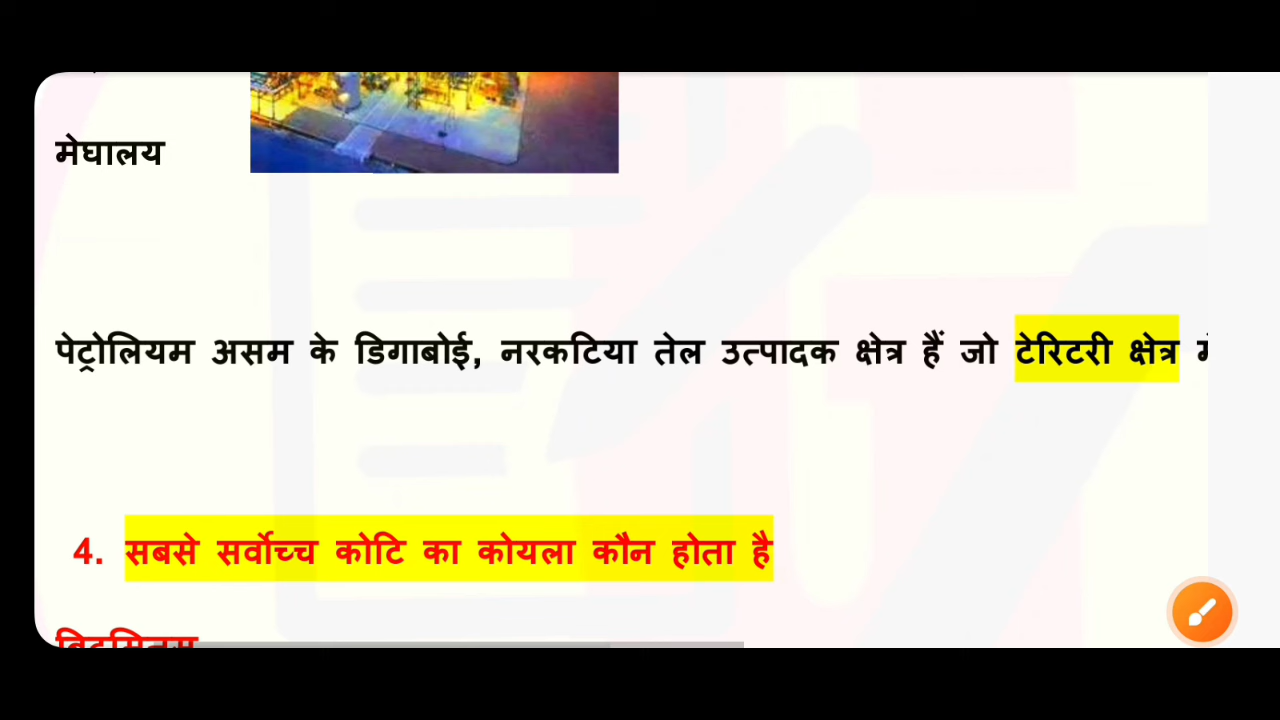 मेघालय
पेट्रोलियम असम के डिगाबोई, नरकटिया तेल उत्पादक क्षेत्र हैं जो टेरिटरी क्षेत्र
4. सबसे सर्वोच्च कोटि का कोयला कौन होता है